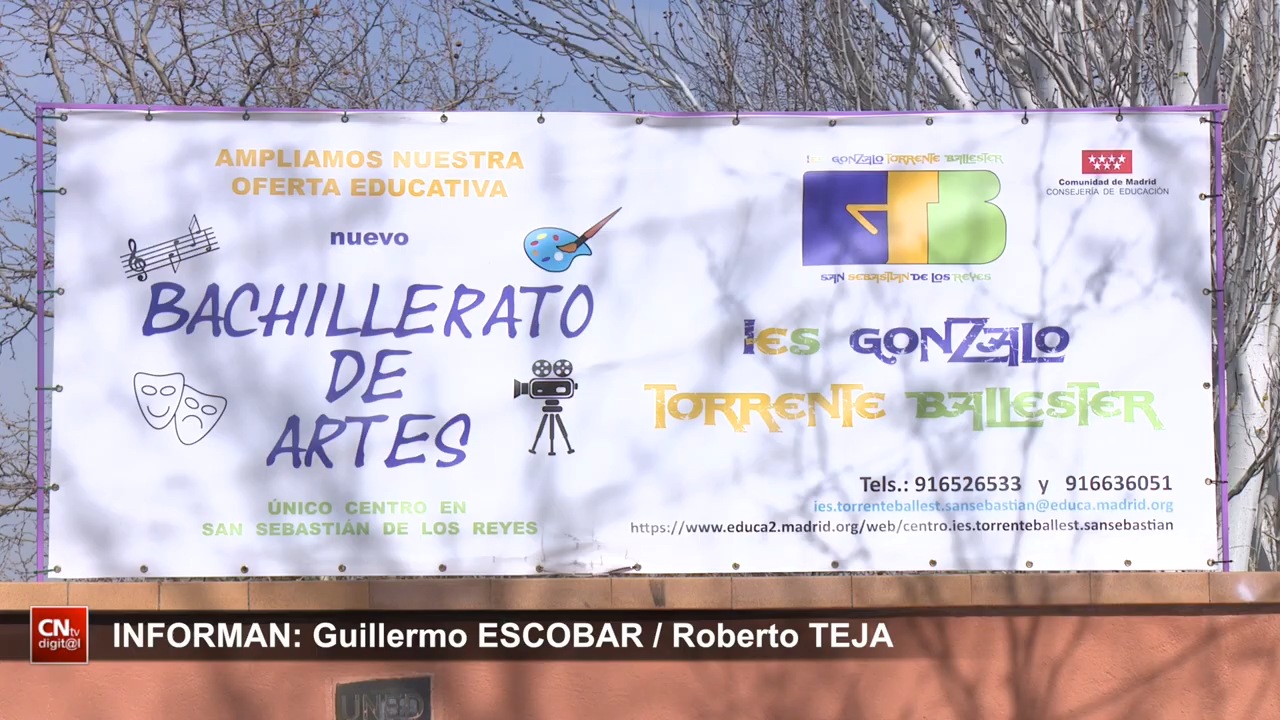 AMPLIAMOS NUESTRA
OFERTA EDUCATIVA
nuevo
BACHILLERATO
DE
ARTES
ÚNICO CENTRO EN
SAN SEBASTIÁN DE LOS REYES
IES GONZALO TORRENTE BALLESTER
SAN SEBASTIAN DE LOS REYES
Comunidad de Madrid
CONSEJERÍA DE EDUCACIÓN
IES GONZALO
TORRENTE BALLESTER
Tels.: 916526533 y 916636051
ies.torrenteballest.sansebastian@educa.madrid.org
https://www.educa2.madrid.org/web/centro.ies.torrenteballest.sansebastian
CNtv
digit@l
INFORMAN: Guillermo ESCOBAR / Roberto TEJA
UNED